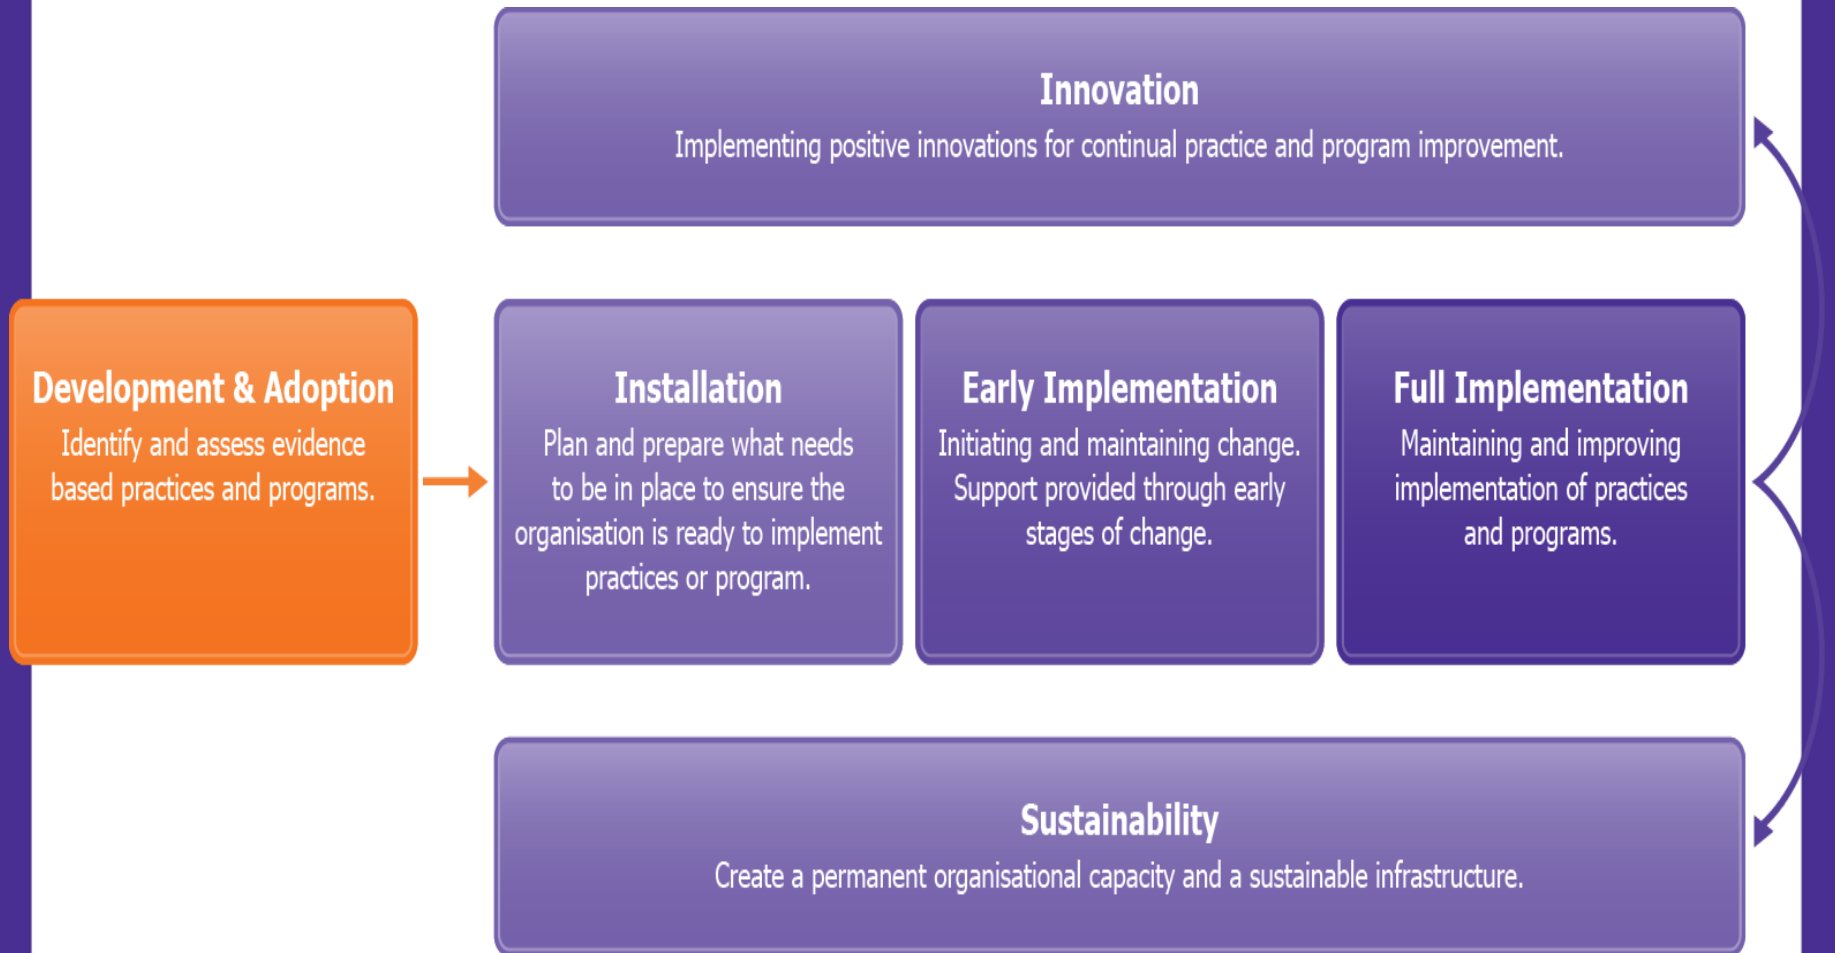 Innovation
Implementing positive innovations for continual practice and program improvement.
Development & Adoption
Identify and assess evidence
based practices and programs.
Installation
Plan and prepare what needs
to be in place to ensure the
organisation is ready to implement
practices or program.
Early Implementation
Initiating and maintaining change.
Support provided through early
stages of change.
Full Implementation
Maintaining and improving
implementation of practices
and programs.
Sustainability
Create a permanent organisational capacity and a sustainable infrastructure.